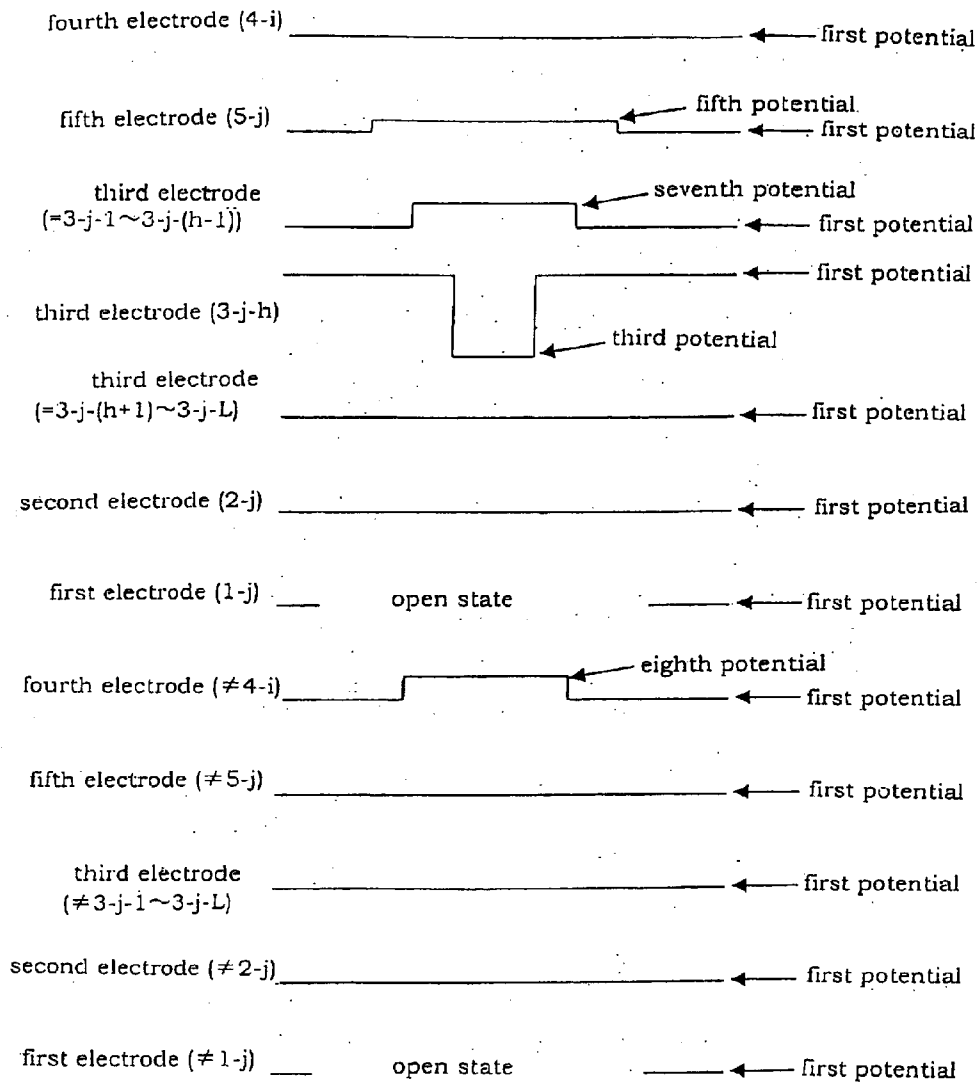 fourth electrode (4-i) first potential
fifth potential
fifth electrode (5-j) first potential
third electrode seventh potential
(=3-j-1~3-j-(h-1)) first potential
first potential
third electrode (3-j-h)
third potential
third electrode
(=3-j-(h+1)~3-j-L) first potential
second electrode (2-j) first potential
first electrode (1-j) open state first potential
eighth potential
fourth electrode (≠4-i) first potential
fifth electrode (≠5-j) first potential
third electrode first potential
(≠3-j-1~3-j-L)
second electrode (≠2-j) first potential
first electrode (≠1-j) open state first potential